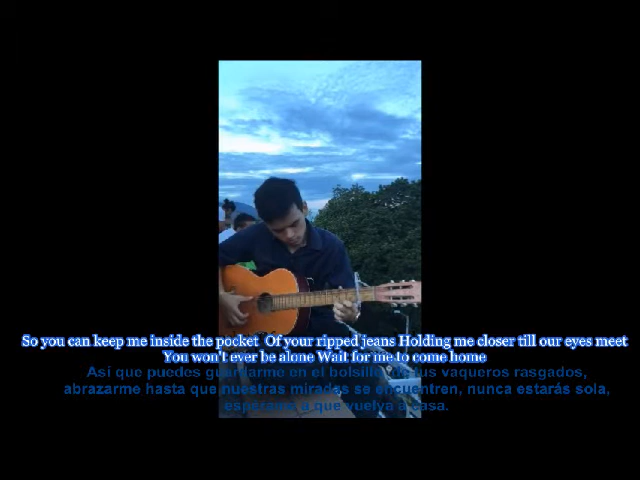 So you can keep me inside the pocket Of your ripped jeans Holding me closer till our eyes meet
You won't ever be alone Wait for me to come home
Así que puedes guardarme en el bolsillo de tus vaqueros rasgados,
abrazarme hasta que nuestras miradas se encuentren, nunca estarás sola,
espérame a que vuelva a casa.